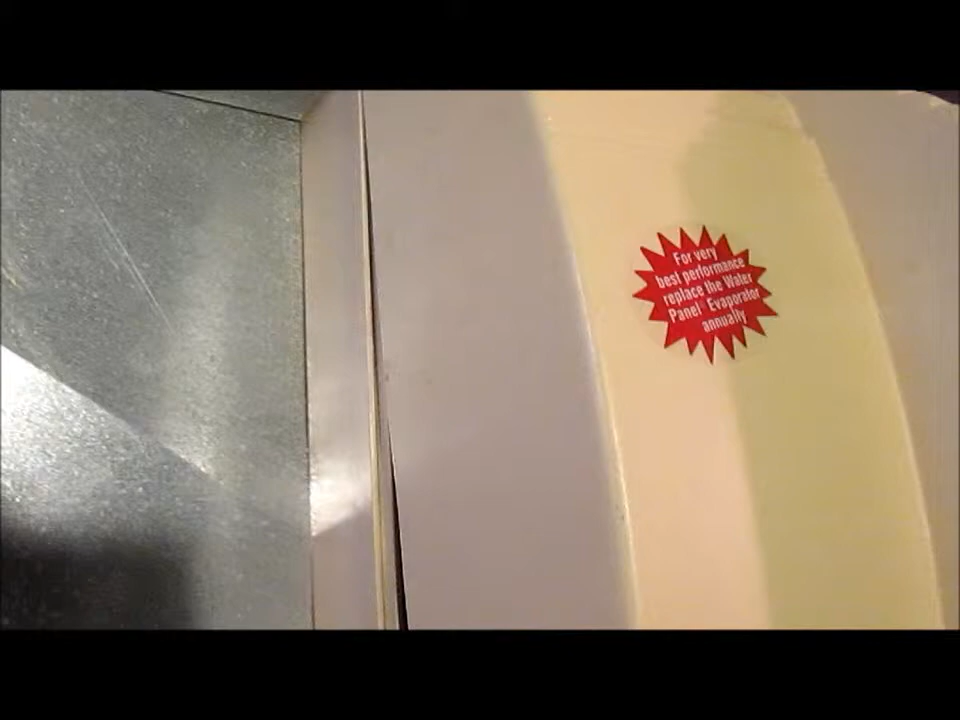 For very
best performance
replace the Water
Panel® Evaporator
annually